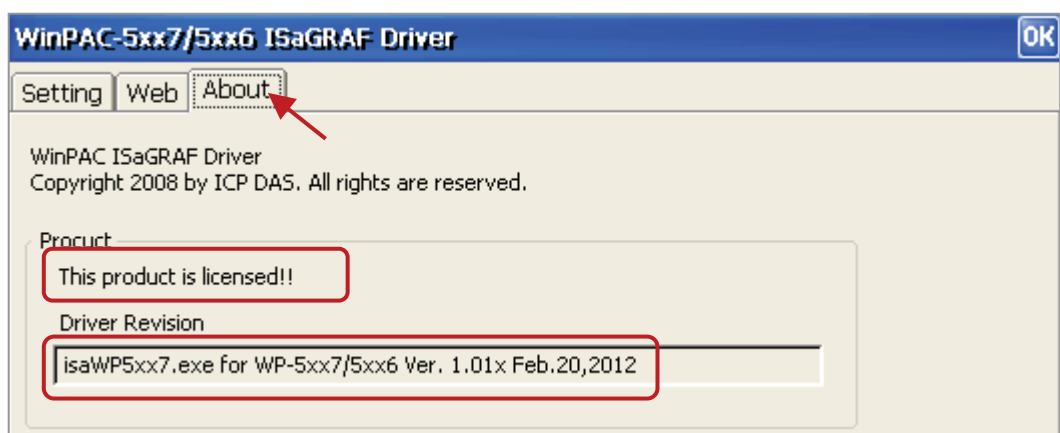 WinPAC-5xx7/5xx6 ISaGRAF Driver OK
Setting Web About
WinPAC ISaGRAF Driver
Copyright 2008 by ICP DAS. All rights are reserved.
Procuct
This product is licensed!!
Driver Revision
isaWP5xx7.exe for WP-5xx7/5xx6 Ver. 1.01x Feb.20,2012